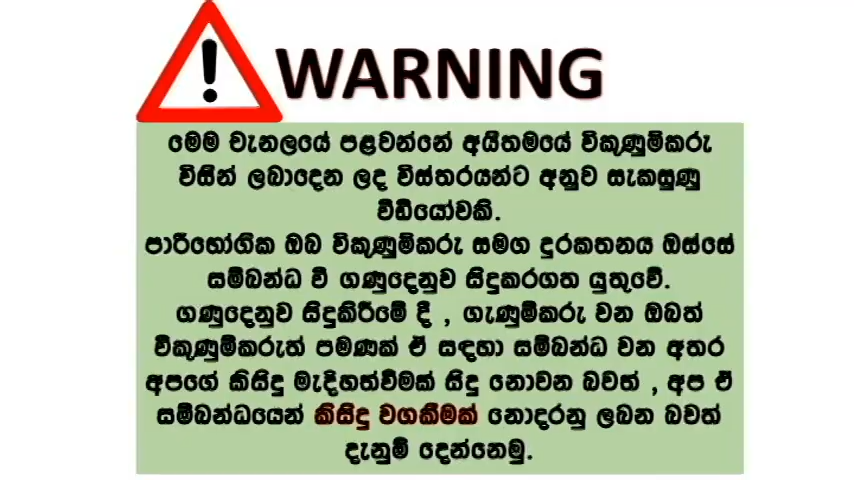 WARNING
මෙම චැනලයේ පළවන්නේ අයිතමයේ විකුණුම්කරු
විසින් ලබාදෙන ලද විස්තරයන්ට අනුව සැකසුණු
වීඩියෝවකි.
පාරිභෝගික ඔබ විකුණුම්කරු සමග දුරකතනය ඔස්සේ
සම්බන්ධ වී ගණුදෙනුව සිදුකරගත යුතුවේ.
ගණුදෙනුව සිදුකිරීමේ දී , ගැණුම්කරු වන ඔබත්
විකුණුම්කරුත් පමණක් ඒ සඳහා සම්බන්ධ වන අතර
අපගේ කිසිදු මැදිහත්වීමක් සිදු නොවන බවත් , අප ඒ
සම්බන්ධයෙන් කිසිදු වගකීමක් නොදරනු ලබන බවත්
දැනුම් දෙන්නෙමු.